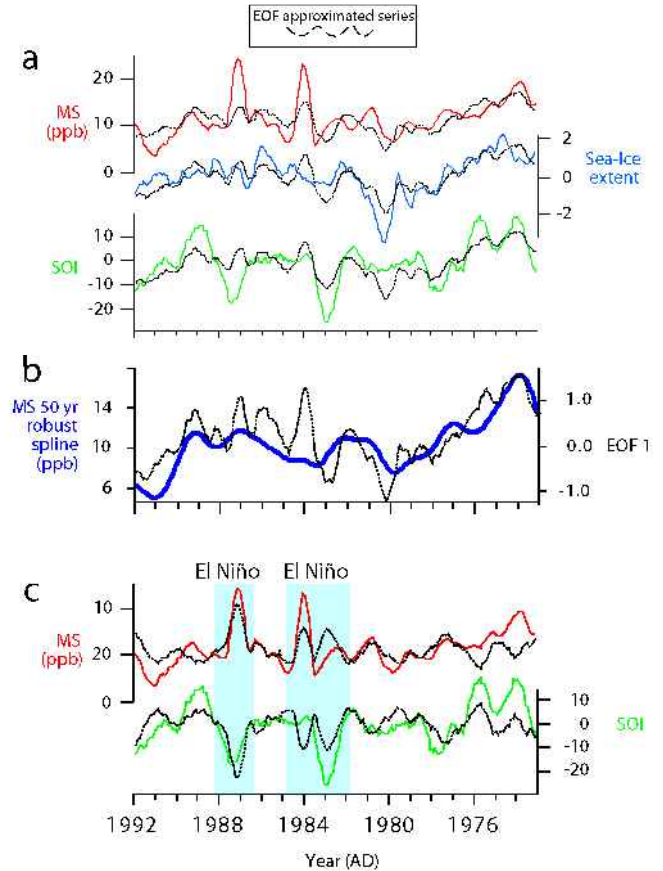 EOF approximated series
a
20
MS
(ppb)
10
0
2
Sea-Ice
extent
0
-2
10
SOI
0
-10
-20
b
MS 50 yr
robust
spline
(ppb)
14
10
6
1.0
0.0
EOF 1
-1.0
c
El Niño El Niño
10
MS
(ppb)
20
0
10
0
SOI
-10
-20
1992 1988 1984 1980 1976
Year (AD)